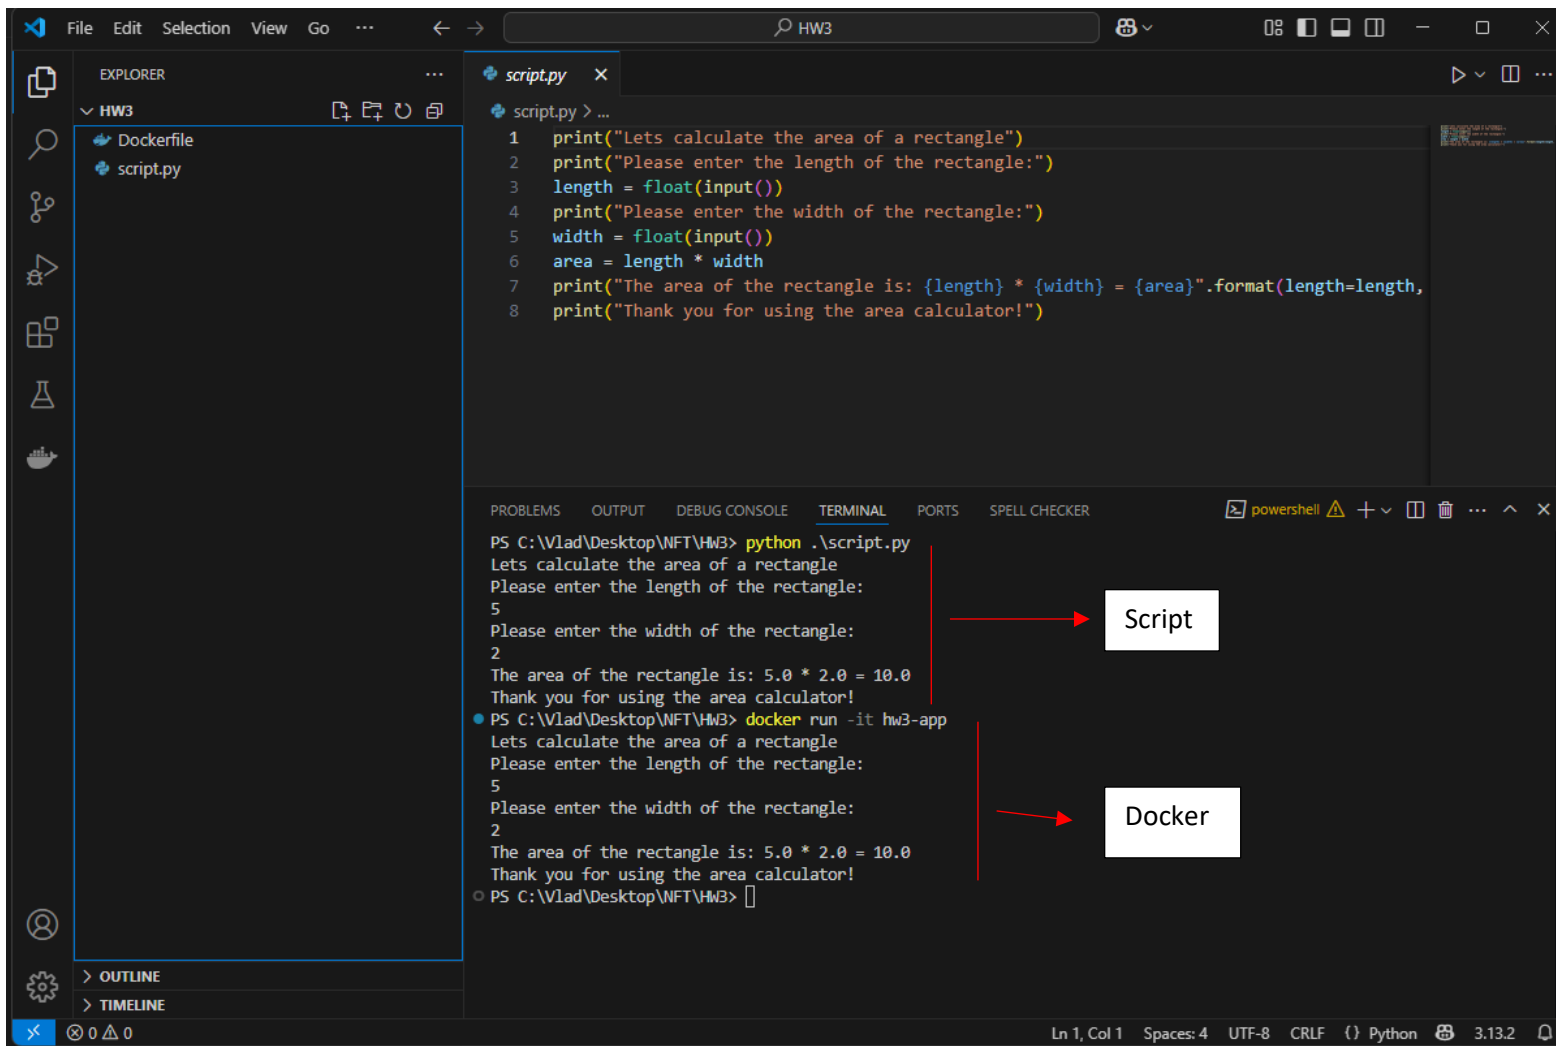 File Edit Selection View Go ··· HW3
EXPLORER ···
HW3
Dockerfile
script.py
script.py
script.py > ...
1 print("Lets calculate the area of a rectangle")
2 print("Please enter the length of the rectangle:")
3 length = float(input())
4 print("Please enter the width of the rectangle:")
5 width = float(input())
6 area = length * width
7 print("The area of the rectangle is: {length} * {width} = {area}".format(length=length,
8 print("Thank you for using the area calculator!")
PROBLEMS OUTPUT DEBUG CONSOLE TERMINAL PORTS SPELL CHECKER powershell
PS C:\Vlad\Desktop\NFT\HW3> python .\script.py
Lets calculate the area of a rectangle
Please enter the length of the rectangle:
5
Please enter the width of the rectangle:
2
The area of the rectangle is: 5.0 * 2.0 = 10.0
Thank you for using the area calculator!
Script
PS C:\Vlad\Desktop\NFT\HW3> docker run -it hw3-app
Lets calculate the area of a rectangle
Please enter the length of the rectangle:
5
Please enter the width of the rectangle:
2
The area of the rectangle is: 5.0 * 2.0 = 10.0
Thank you for using the area calculator!
Docker
PS C:\Vlad\Desktop\NFT\HW3>
OUTLINE
TIMELINE
0 0 Ln 1, Col 1 Spaces: 4 UTF-8 CRLF {} Python 3.13.2